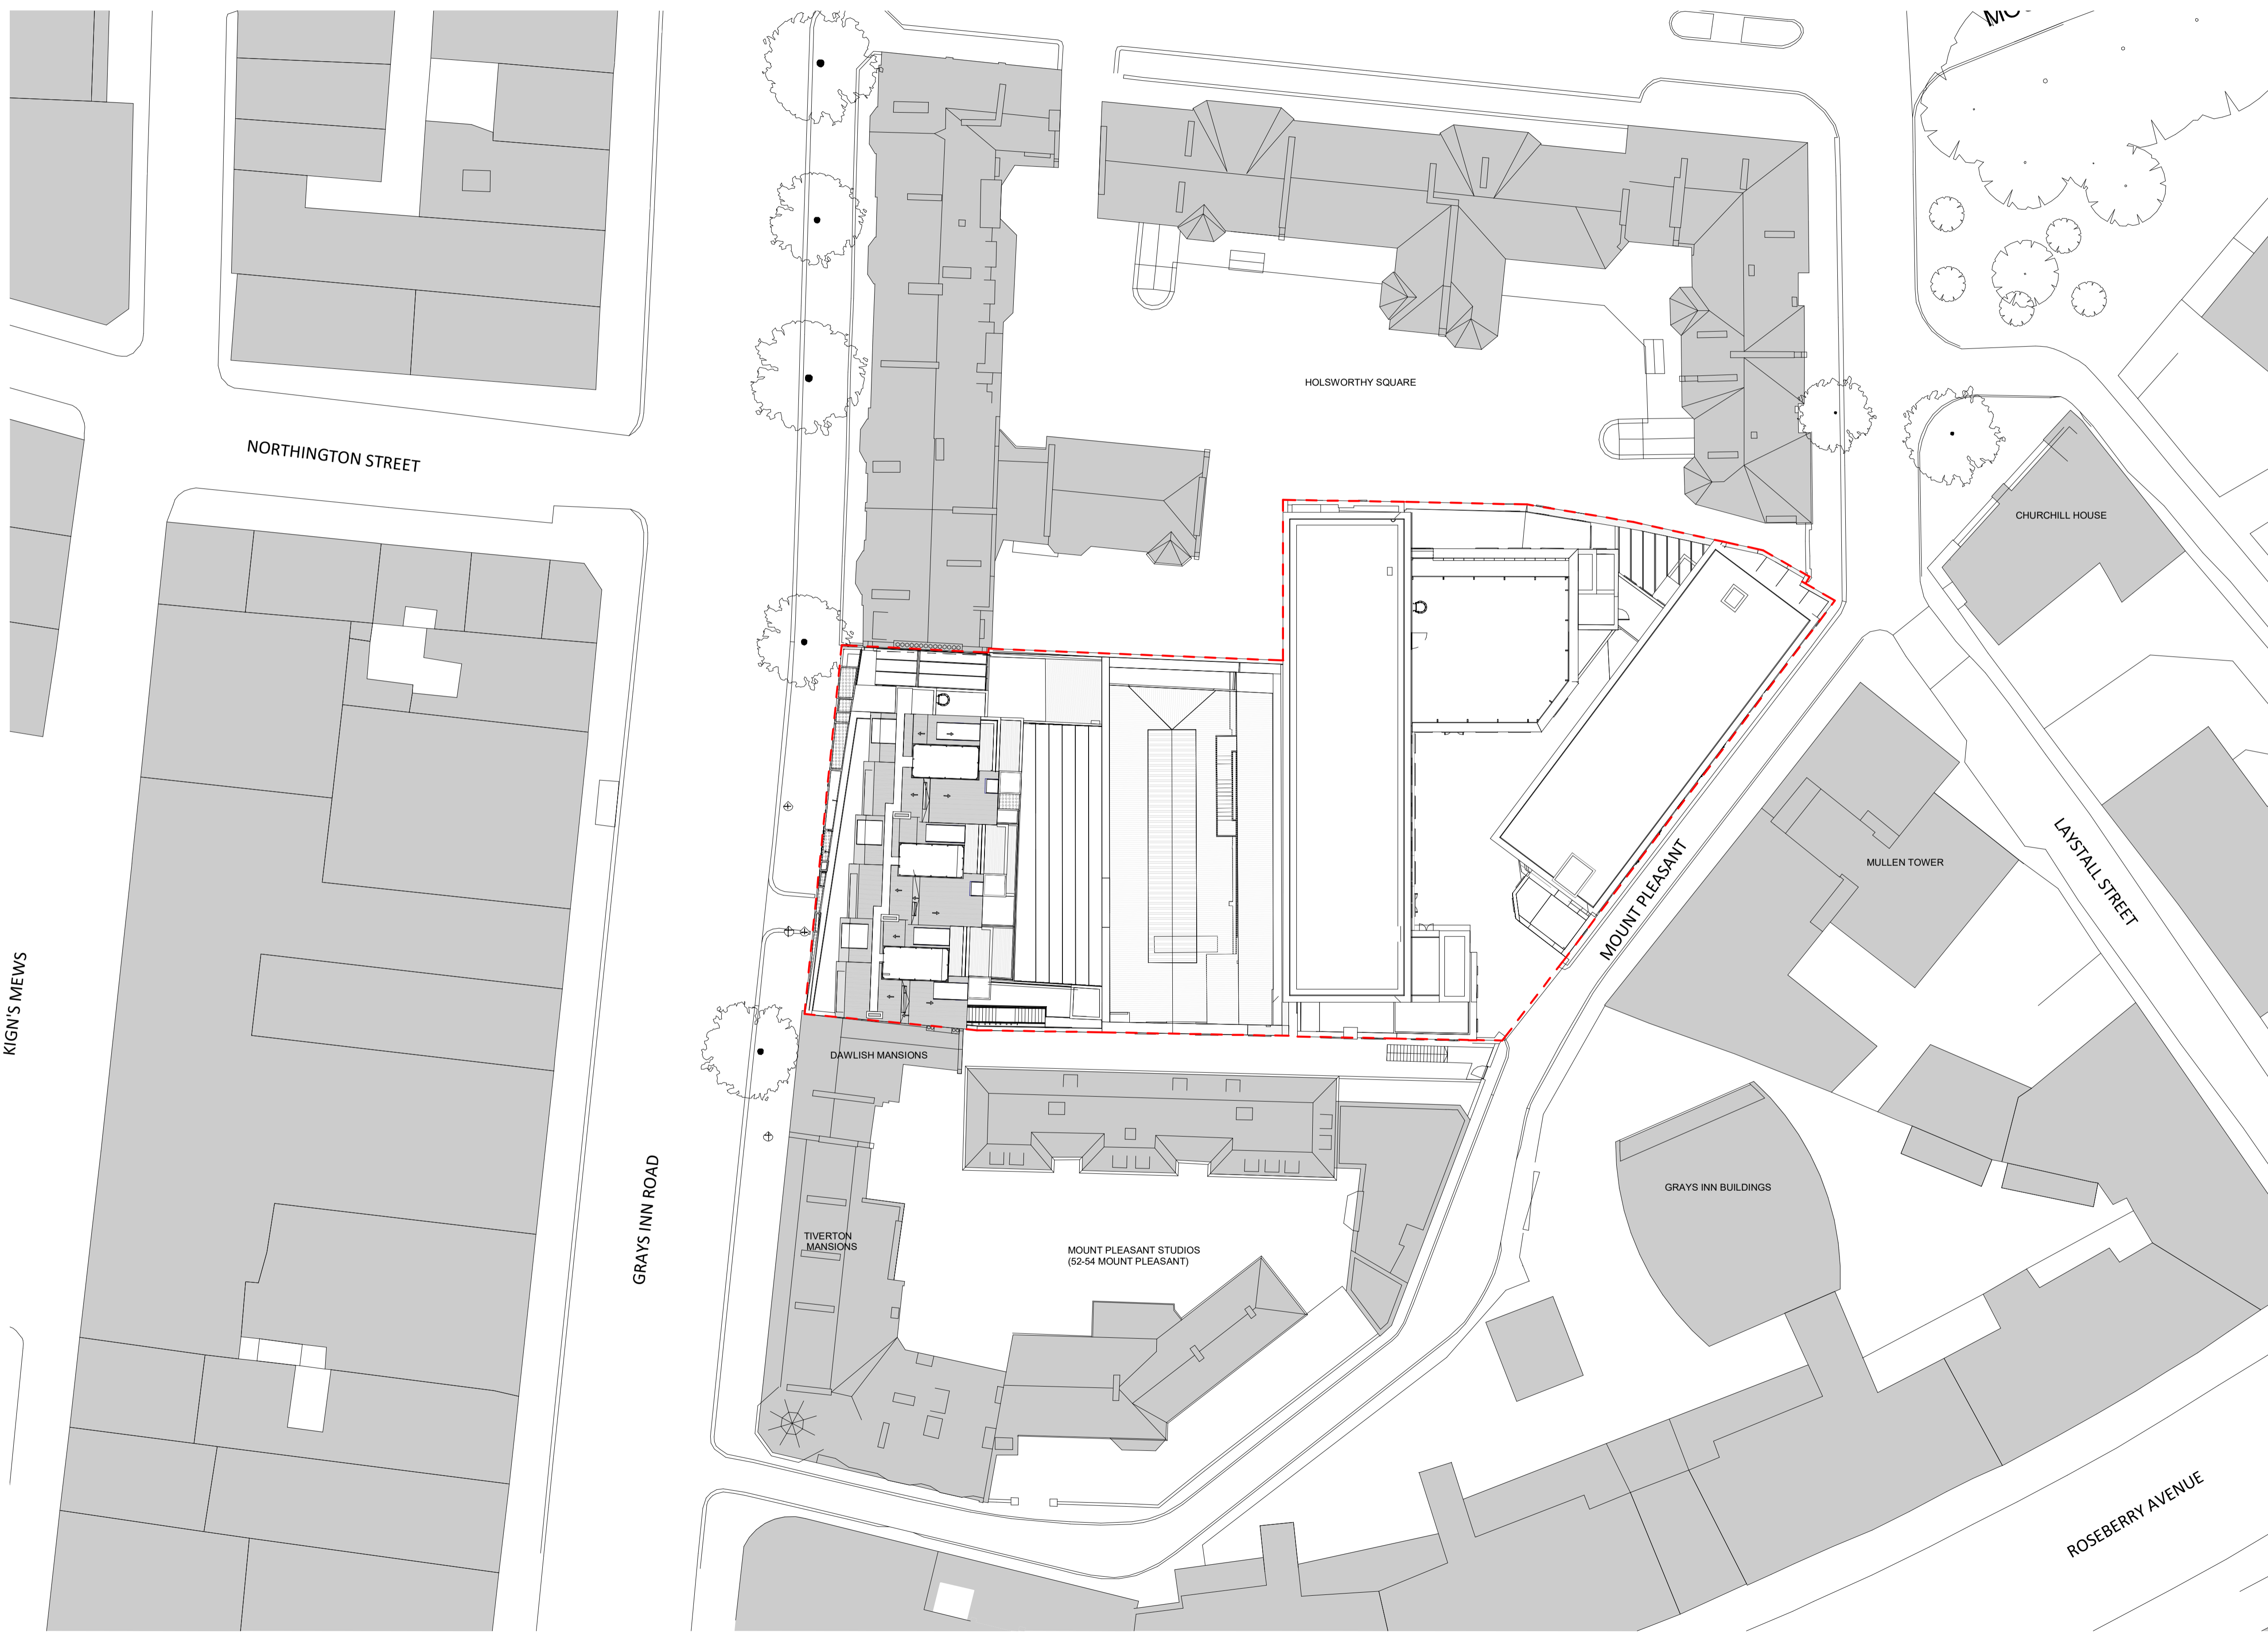 HOLSWORTHY SQUARE
NORTHINGTON STREET
CHURCHILL HOUSE
MULLEN TOWER
LAYSTALL STREET
MOUNT PLEASANT
KIGN'S MEWS
DAWLISH MANSIONS
GRAYS INN ROAD
GRAYS INN BUILDINGS
TIVERTON
MANSIONS
MOUNT PLEASANT STUDIOS
(52-54 MOUNT PLEASANT)
ROSEBERRY AVENUE